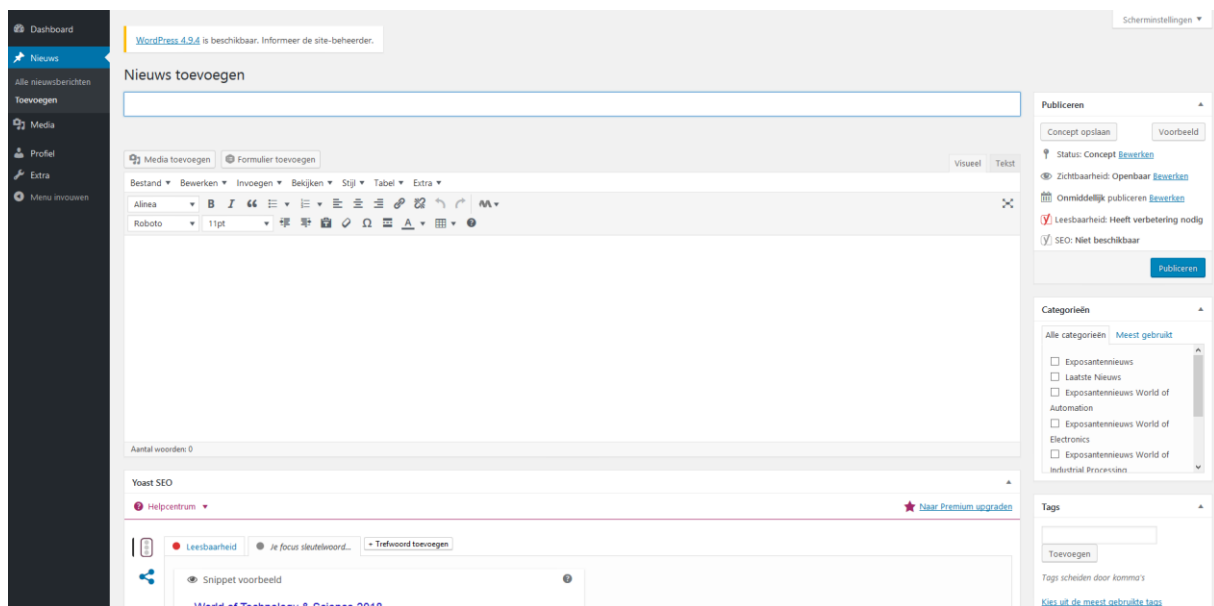 Scherminstellingen ▼
Dashboard
Nieuws
Alle nieuwsberichten
Toevoegen
Media
Profiel
Extra
Menu invouwen
WordPress 4.9.4 is beschikbaar. Informeer de site-beheerder.
Nieuws toevoegen
Media toevoegen
Formulier toevoegen
Visueel
Tekst
Bestand ▼ Bewerken ▼ Invoegen ▼ Bekijken ▼ Stijl ▼ Tabel ▼ Extra ▼
Alinea
Roboto
11pt
Aantal woorden: 0
Yoast SEO
Helpcentrum ▼
Naar Premium upgraden
Leesbaarheid
Je focus sleutelwoord...
+ Trefwoord toevoegen
Snippet voorbeeld
World of Technology & Science 2018
Publiceren
Concept opslaan
Voorbeeld
Status: Concept Bewerken
Zichtbaarheid: Openbaar Bewerken
Onmiddellijk publiceren Bewerken
Leesbaarheid: Heeft verbetering nodig
SEO: Niet beschikbaar
Publiceren
Categorieën
Alle categorieën
Meest gebruikt
Exposantennieuws
Laatste Nieuws
Exposantennieuws World of
Automation
Exposantennieuws World of
Electronics
Exposantennieuws World of
Industrial Processing
Tags
Toevoegen
Tags scheiden door komma's
Kies uit de meest gebruikte tags